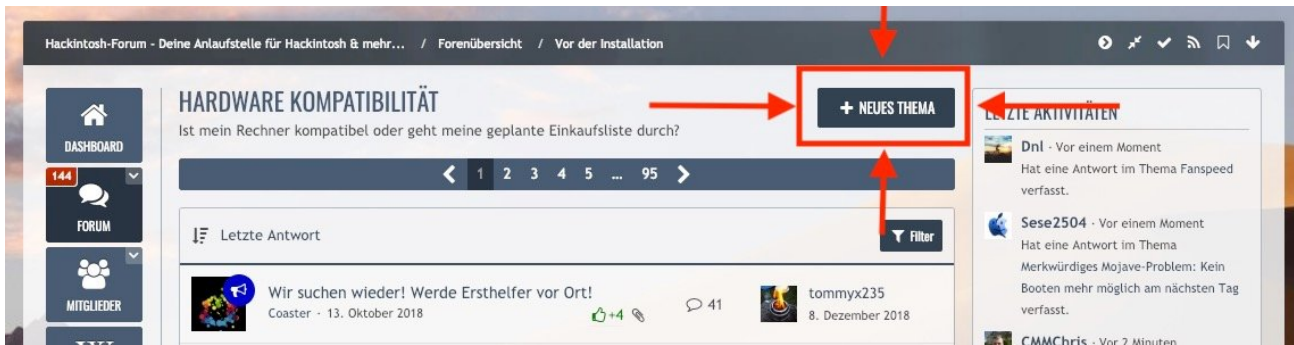 Hackintosh-Forum - Deine Anlaufstelle für Hackintosh & mehr... / Forenübersicht / Vor der Installation
DASHBOARD
144
FORUM
MITGLIEDER
HARDWARE KOMPATIBILITÄT
Ist mein Rechner kompatibel oder geht meine geplante Einkaufsliste durch?
+ NEUES THEMA
1 2 3 4 5 ... 95
Letzte Antwort
Filter
Wir suchen wieder! Werde Ersthelfer vor Ort!
Coaster · 13. Oktober 2018
+4
41
tommyx235
8. Dezember 2018
LETZTE AKTIVITÄTEN
Dnl · Vor einem Moment
Hat eine Antwort im Thema Fanspeed
verfasst.
Sese2504 · Vor einem Moment
Hat eine Antwort im Thema
Merkwürdiges Mojave-Problem: Kein
Booten mehr möglich am nächsten Tag
verfasst.
CMMChris · Vor 2 Minuten